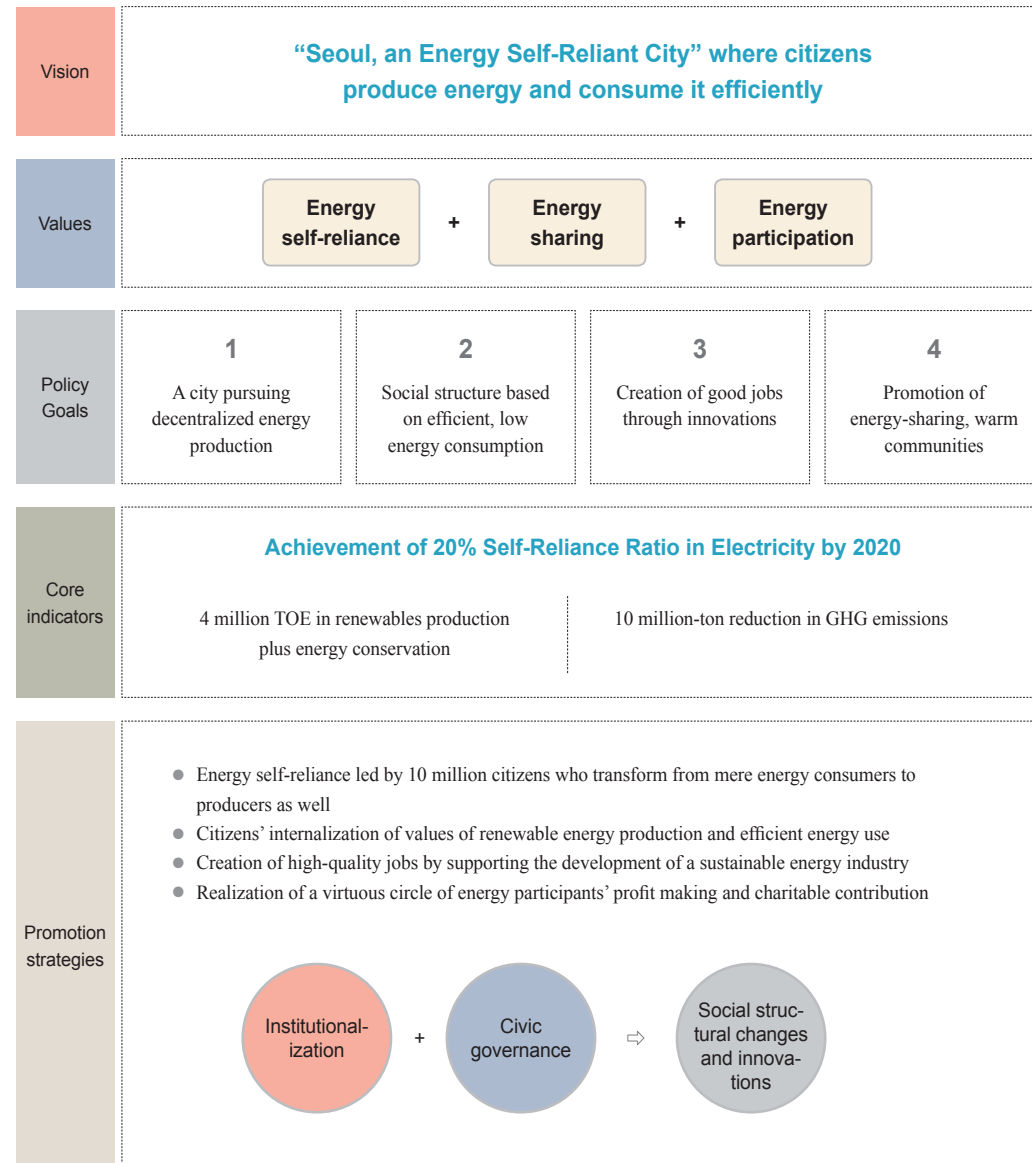 Vision
“Seoul, an Energy Self-Reliant City” where citizens
produce energy and consume it efficiently
Values
Energy
self-reliance
+
Energy
sharing
+
Energy
participation
Policy
Goals
1
A city pursuing
decentralized energy
production
2
Social structure based
on efficient, low
energy consumption
3
Creation of good jobs
through innovations
4
Promotion of
energy-sharing, warm
communities
Core
indicators
Achievement of 20% Self-Reliance Ratio in Electricity by 2020
4 million TOE in renewables production
plus energy conservation
10 million-ton reduction in GHG emissions
Promotion
strategies
● Energy self-reliance led by 10 million citizens who transform from mere energy consumers to
producers as well
● Citizens’ internalization of values of renewable energy production and efficient energy use
● Creation of high-quality jobs by supporting the development of a sustainable energy industry
● Realization of a virtuous circle of energy participants’ profit making and charitable contribution
Institutional-
ization
+
Civic
governance
⇨
Social struc-
tural changes
and innova-
tions